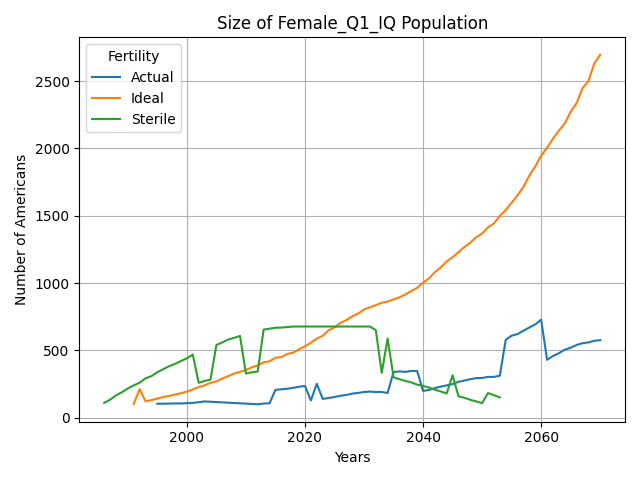 Size of Female_Q1_IQ Population
Fertility
Actual
Ideal
Sterile
Number of Americans
2500
2000
1500
1000
500
0
2000
2020
2040
2060
Years